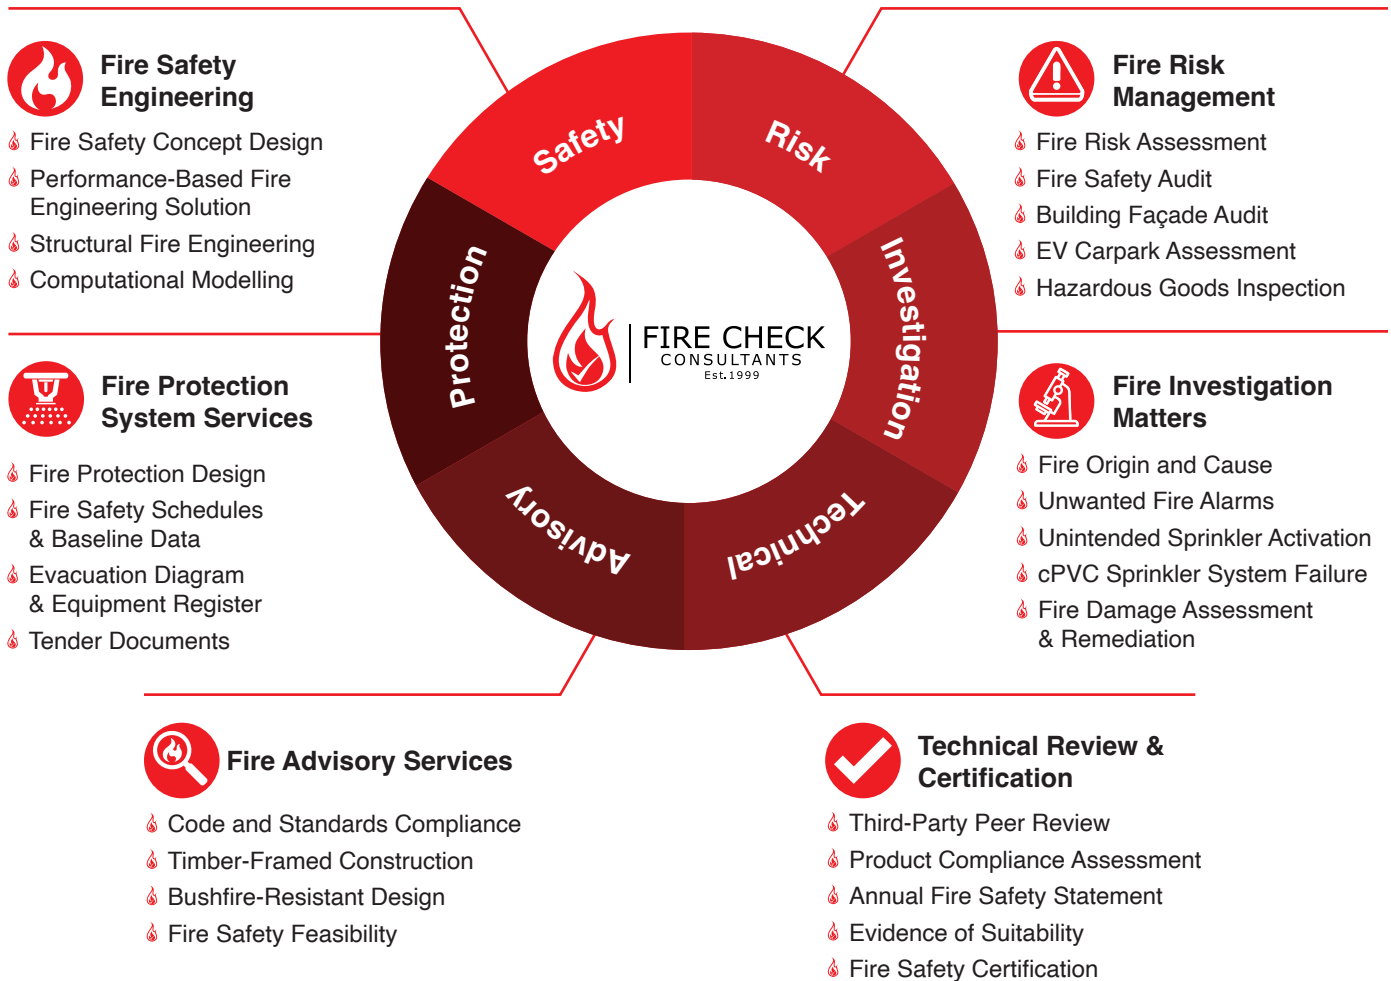 Fire Safety
Engineering
Fire Safety Concept Design
Performance-Based Fire
Engineering Solution
Structural Fire Engineering
Computational Modelling
Fire Protection
System Services
Fire Protection Design
Fire Safety Schedules
& Baseline Data
Evacuation Diagram
& Equipment Register
Tender Documents
Safety
Risk
Investigation
Technical
Advisory
Protection
FIRE CHECK
CONSULTANTS
Est.1999
Fire Risk
Management
Fire Risk Assessment
Fire Safety Audit
Building Façade Audit
EV Carpark Assessment
Hazardous Goods Inspection
Fire Investigation
Matters
Fire Origin and Cause
Unwanted Fire Alarms
Unintended Sprinkler Activation
cPVC Sprinkler System Failure
Fire Damage Assessment
& Remediation
Fire Advisory Services
Code and Standards Compliance
Timber-Framed Construction
Bushfire-Resistant Design
Fire Safety Feasibility
Technical Review &
Certification
Third-Party Peer Review
Product Compliance Assessment
Annual Fire Safety Statement
Evidence of Suitability
Fire Safety Certification